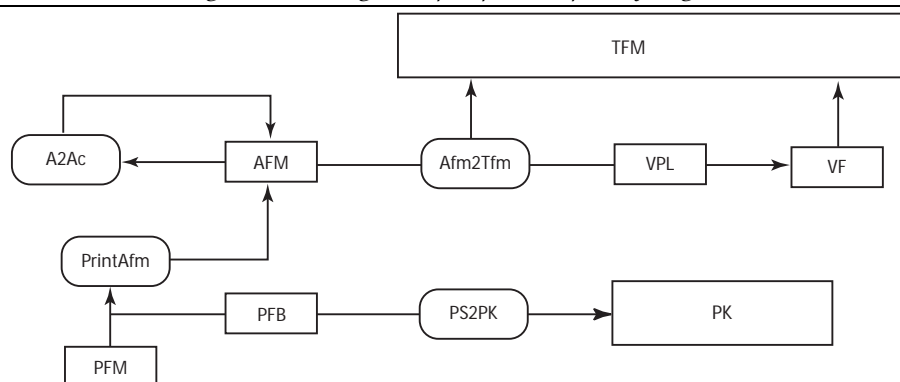 TFM
A2Ac
AFM
Afm2Tfm
VPL
VF
PrintAfm
PFB
PS2PK
PK
PFM